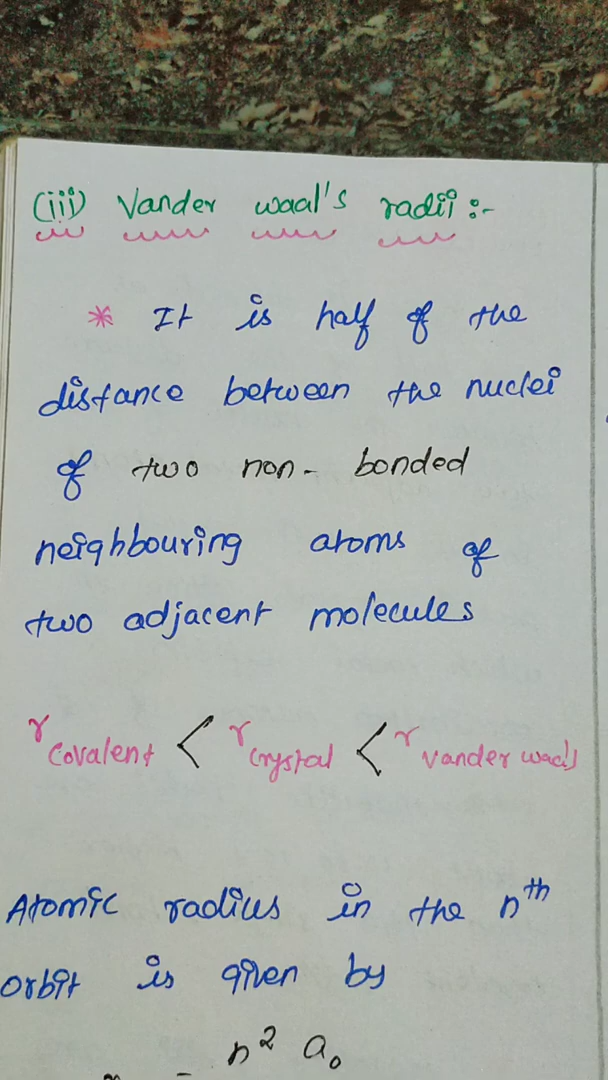 (iii) Vander waal's radii :-
* It is half of the
distance between the nuclei
of two non- bonded
neighbouring atoms of
two adjacent molecules
r covalent < r crystal < r vander waals
Atomic radius in the nth
orbit is given by
n² a₀